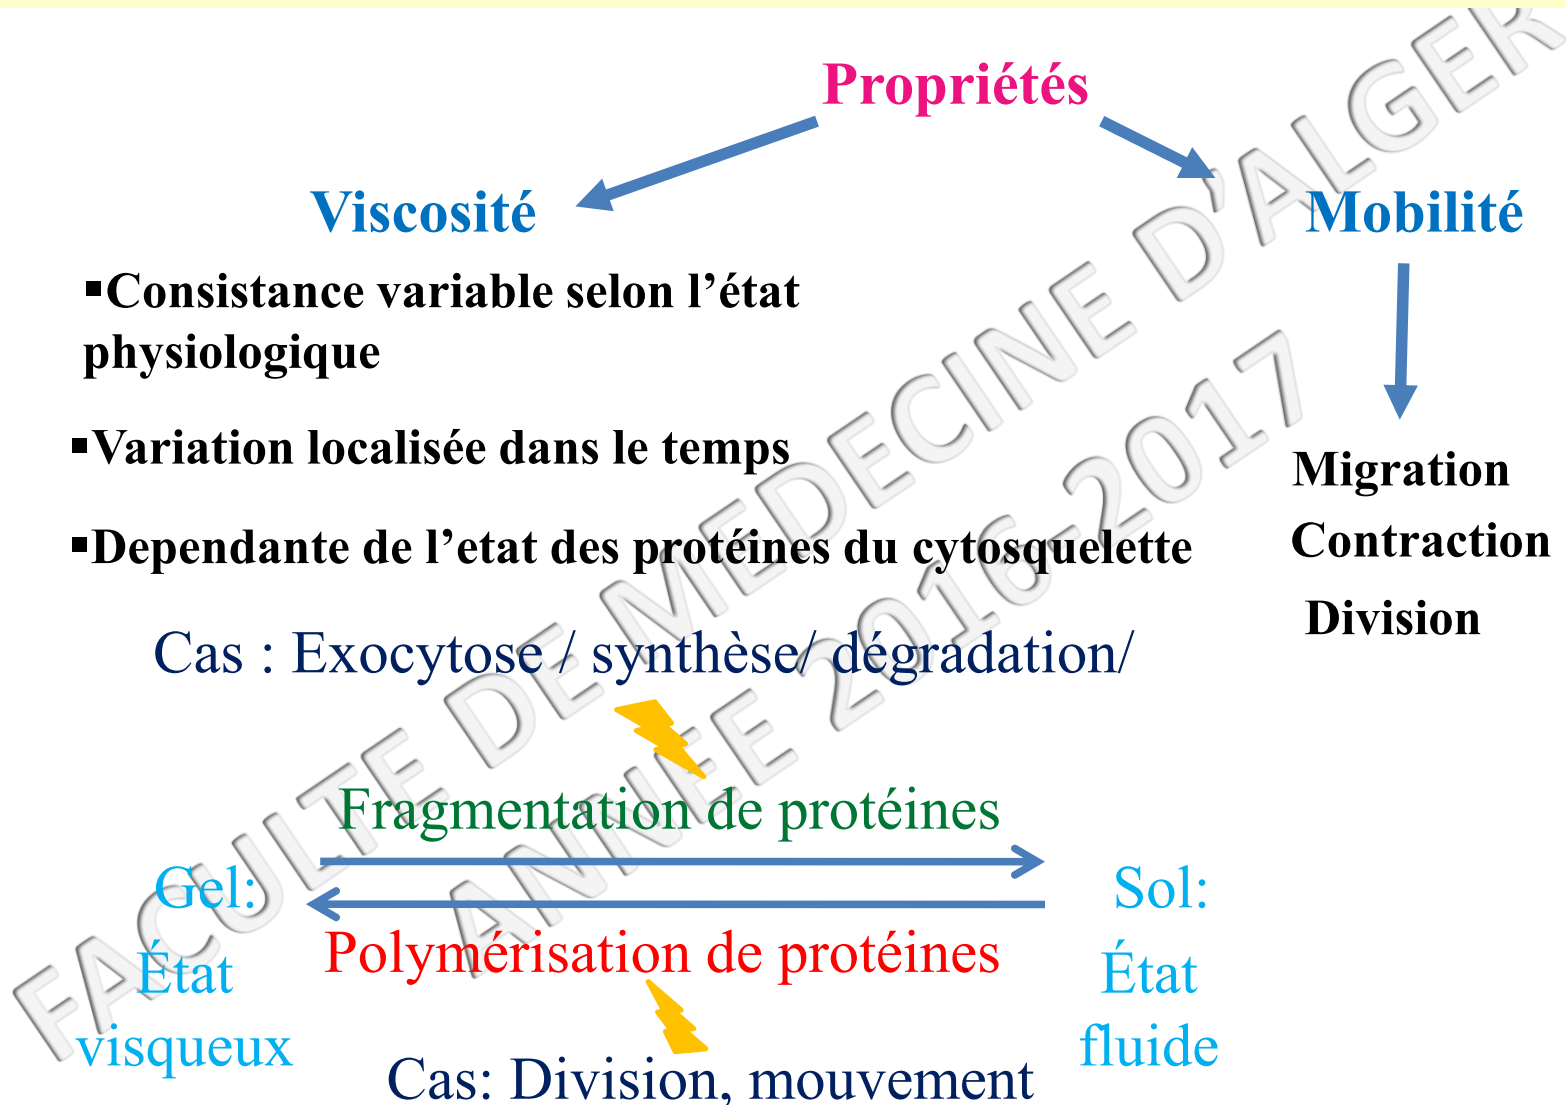 Propriétés
Viscosité
Mobilité
▪Consistance variable selon l’état
physiologique
▪Variation localisée dans le temps
▪Dependante de l’etat des protéines du cytosquelette
Migration
Contraction
Division
Cas : Exocytose / synthèse/ dégradation/
Fragmentation de protéines
Gel:
État
visqueux
Sol:
État
fluide
Polymérisation de protéines
Cas: Division, mouvement
FACULTE DE MEDECINE D’ALGER
ANNEE 2016-2017